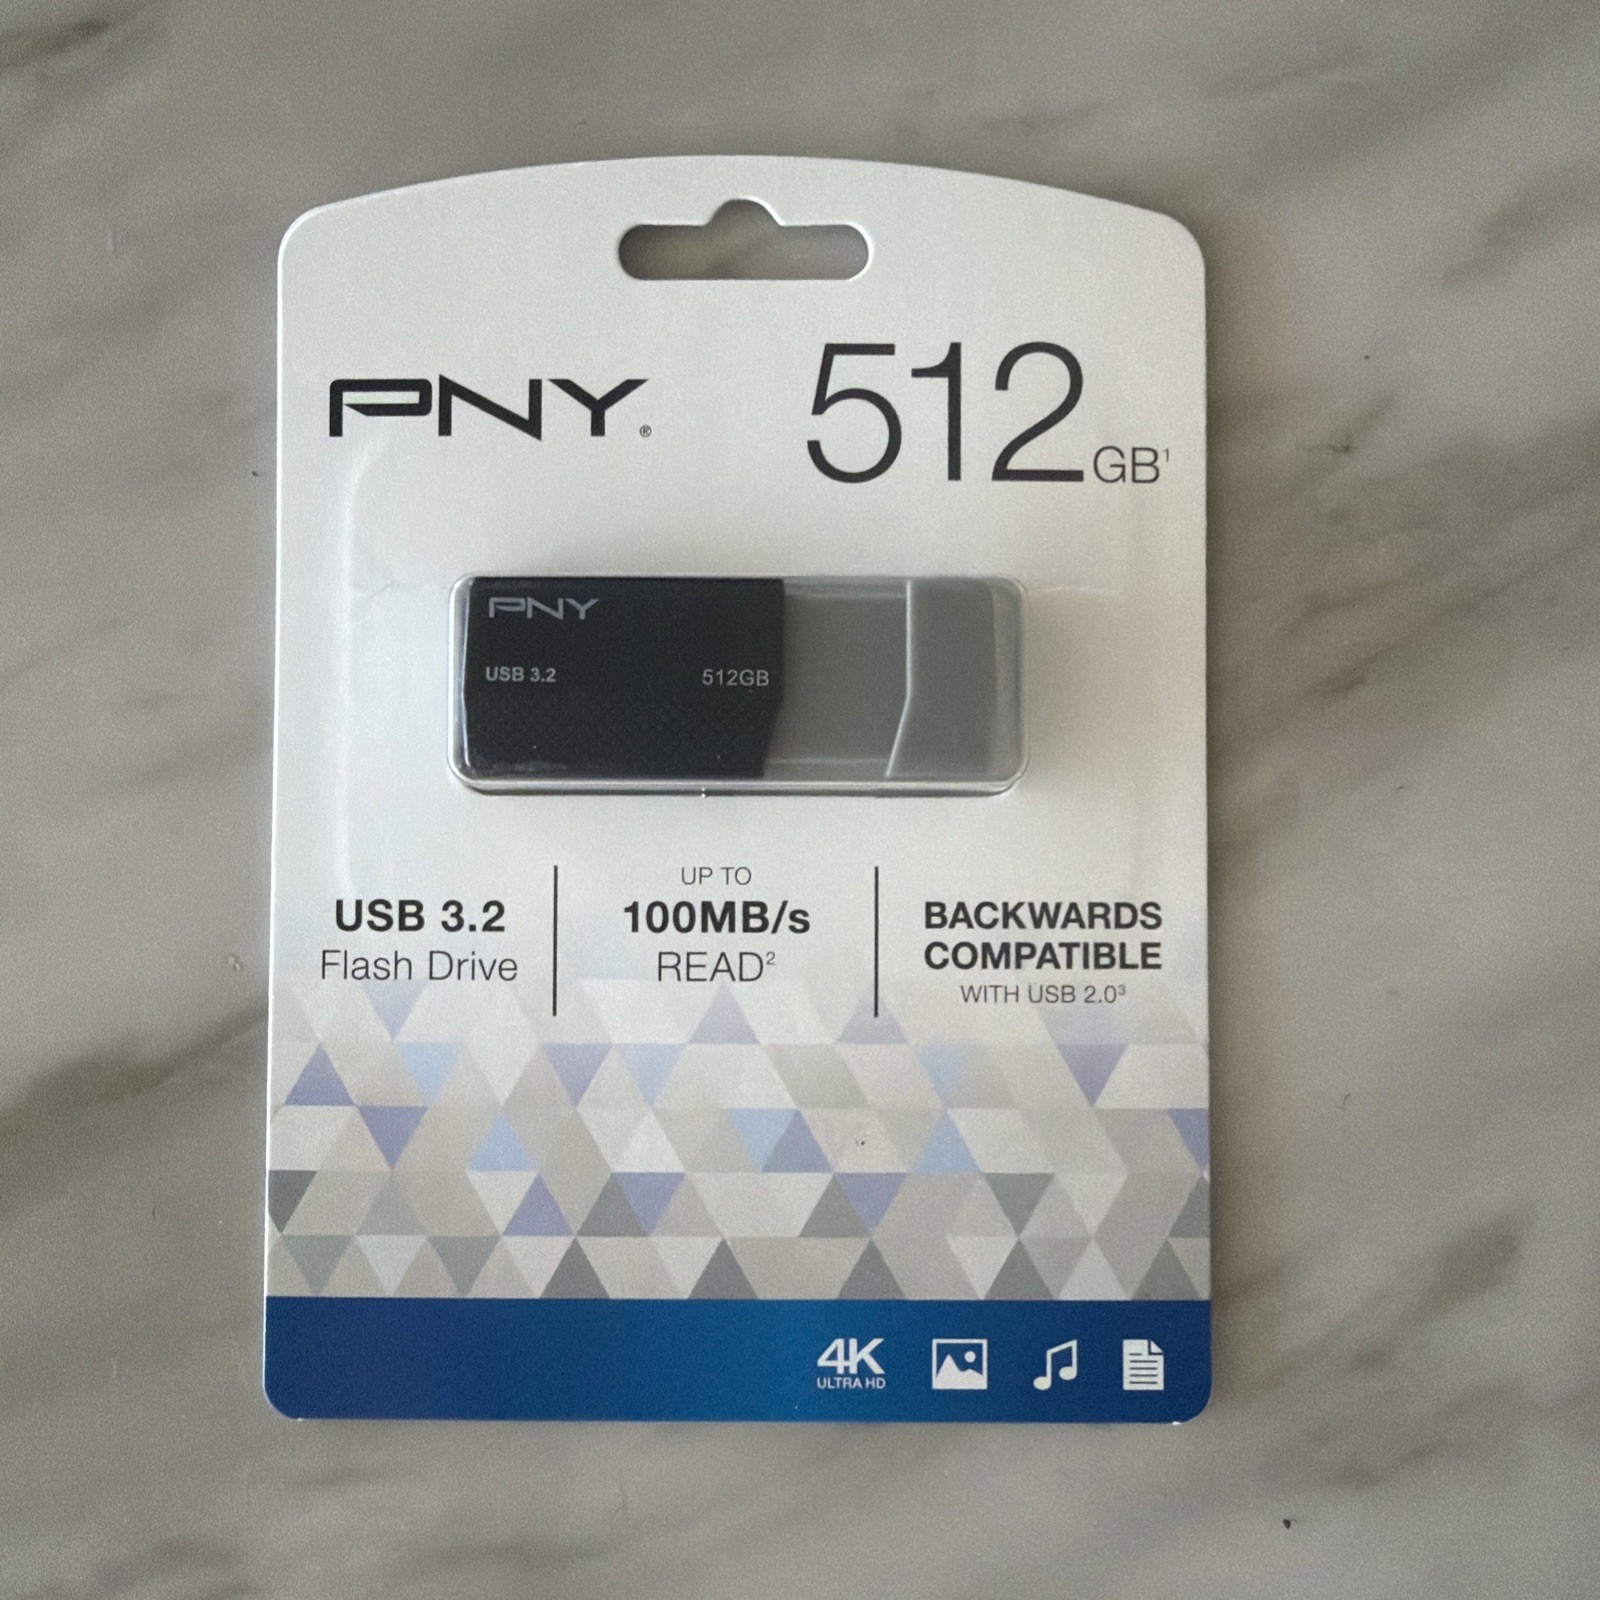 PNY®
512GB¹
PNY
USB 3.2
512GB
USB 3.2
Flash Drive
UP TO
100MB/s
READ²
BACKWARDS
COMPATIBLE
WITH USB 2.0³
4K
ULTRA HD